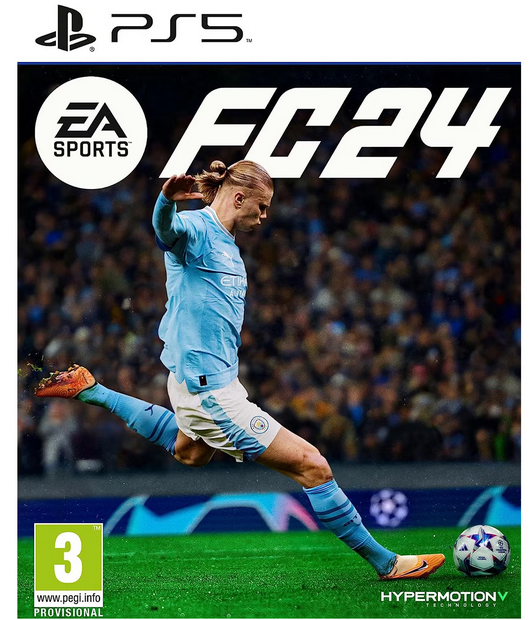 PS5
EA
SPORTS
FC24
3
www.pegi.info
PROVISIONAL
HYPERMOTIONV
TECHNOLOGY